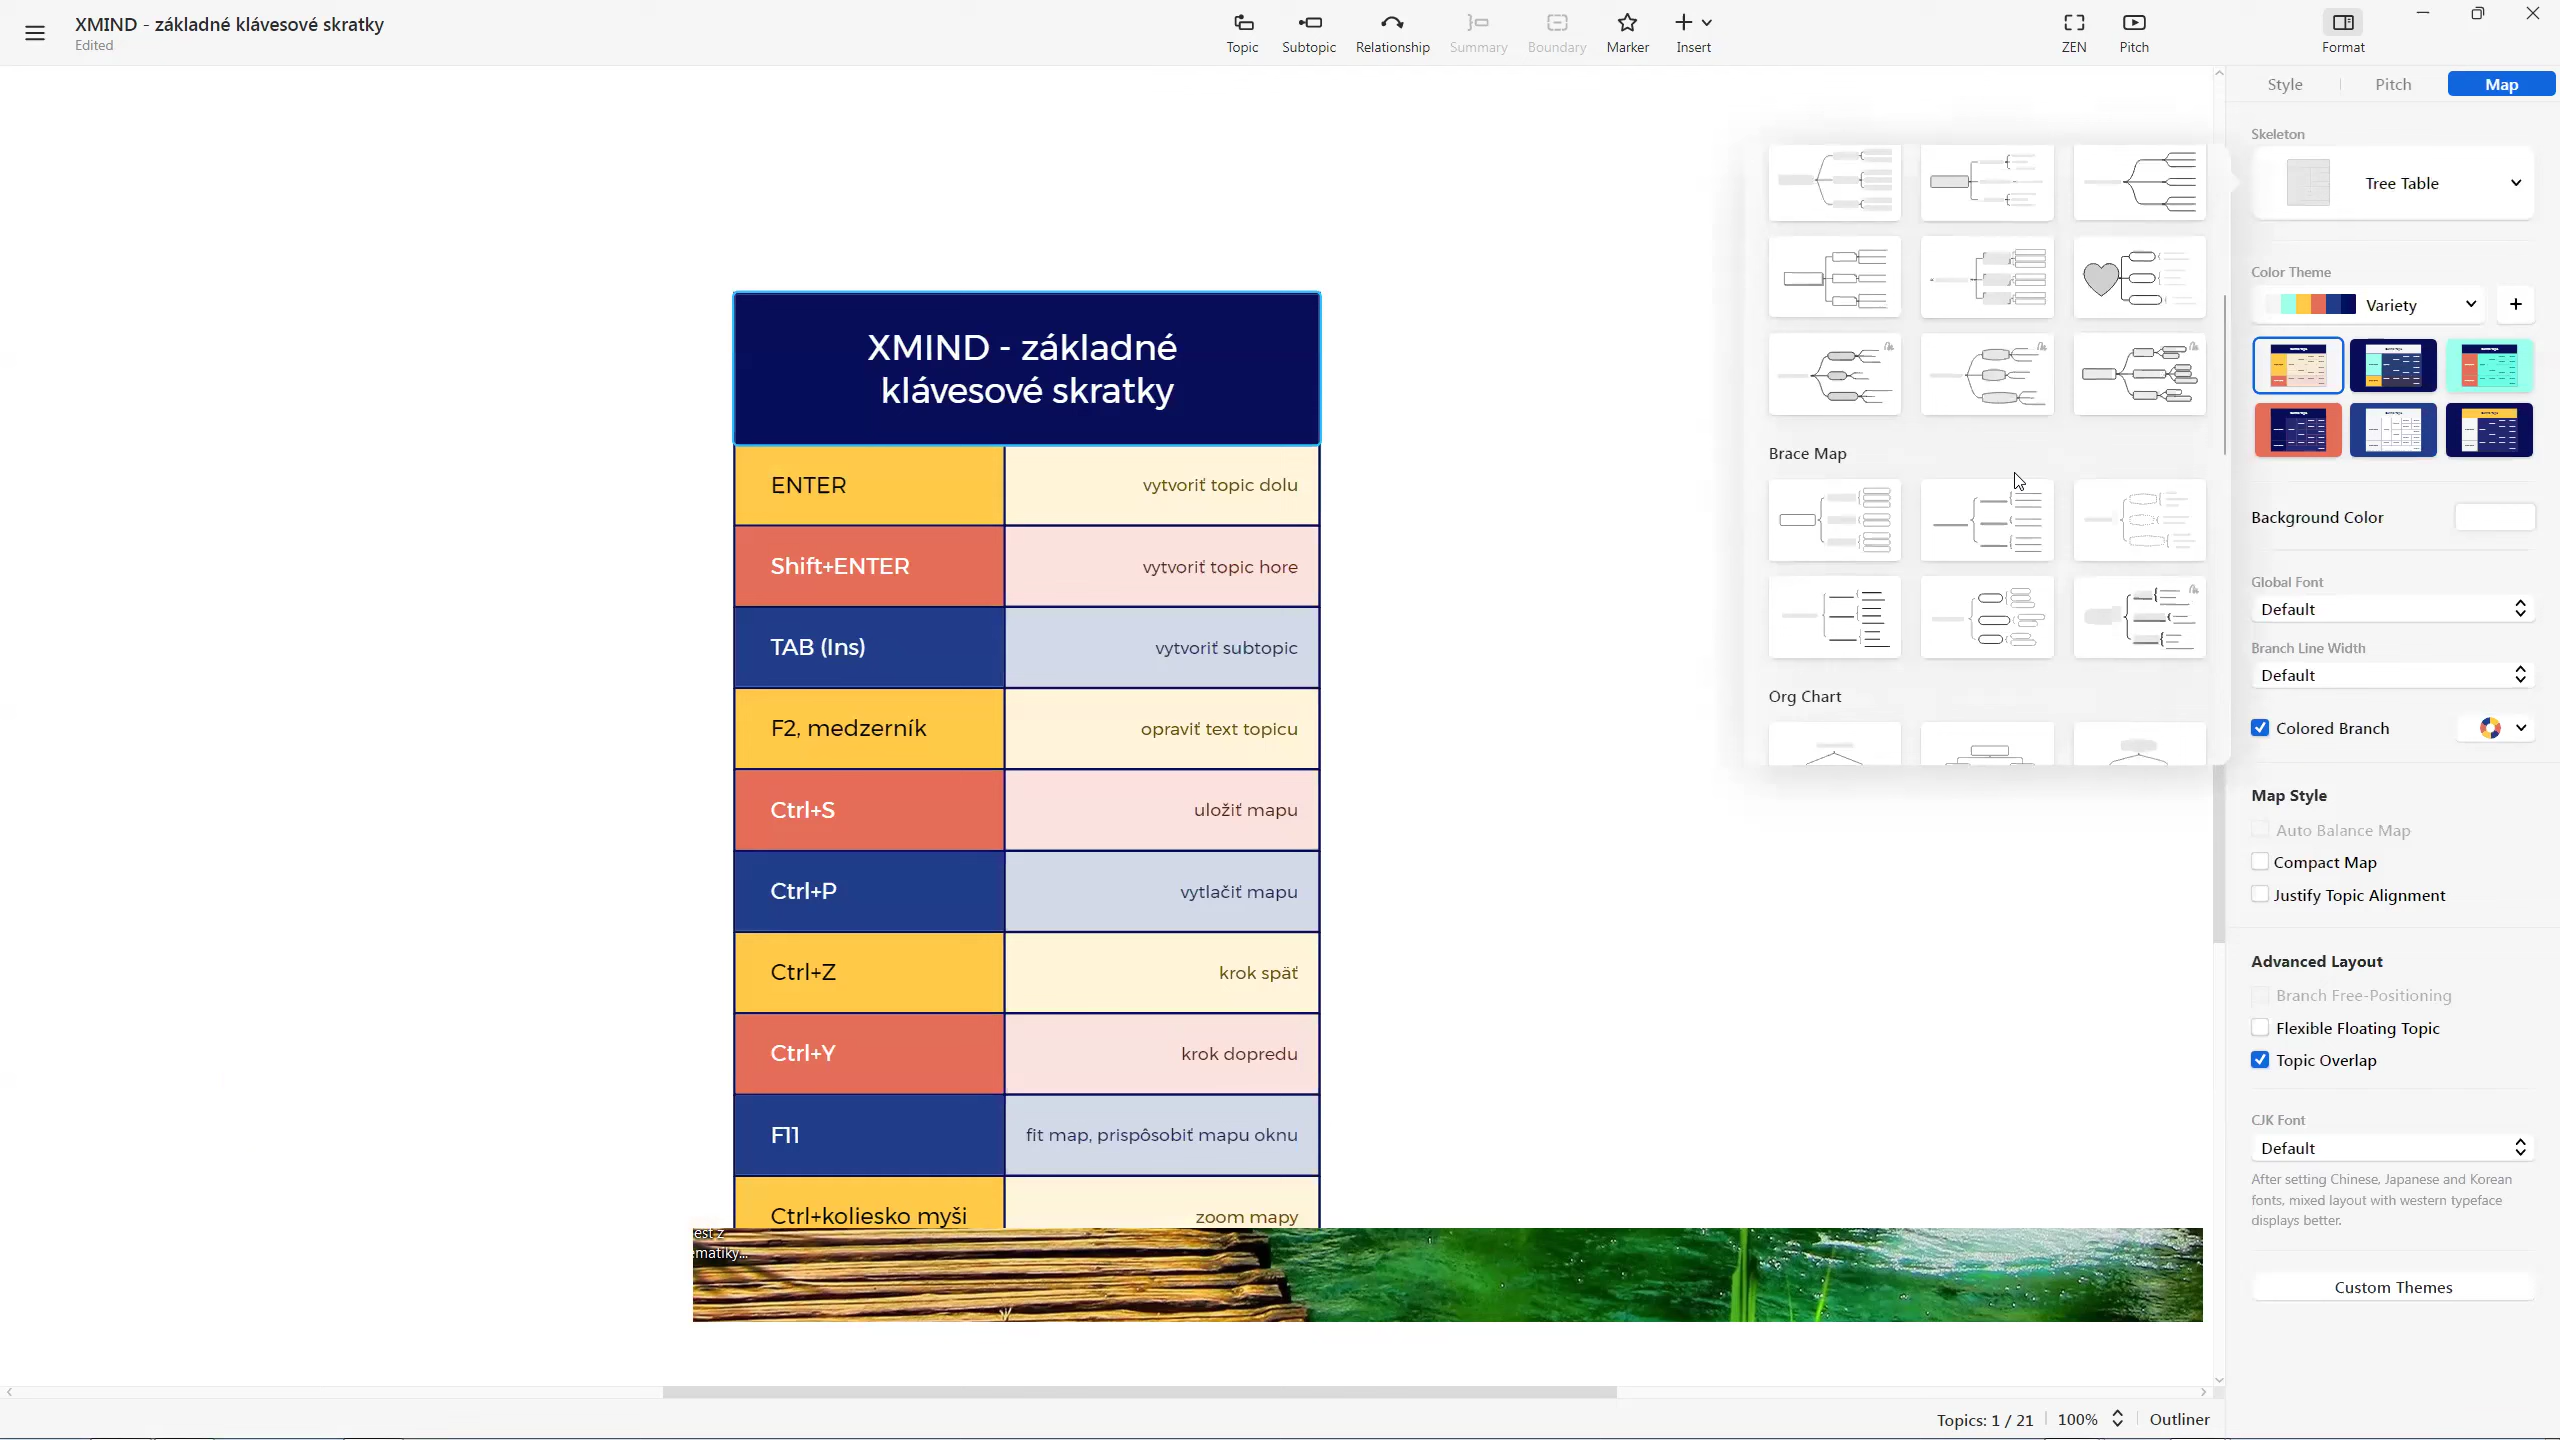 XMIND - základné klávesové skratky
Edited
Topic
Subtopic
Relationship
Summary
Boundary
Marker
Insert
ZEN
Pitch
Format
Style
Pitch
Map
Skeleton
Tree Table
Color Theme
Variety
Background Color
Global Font
Default
Branch Line Width
Default
Colored Branch
Map Style
Auto Balance Map
Compact Map
Justify Topic Alignment
Advanced Layout
Branch Free-Positioning
Flexible Floating Topic
Topic Overlap
CJK Font
Default
After setting Chinese, Japanese and Korean
fonts, mixed layout with western typeface
displays better.
Custom Themes
Brace Map
Org Chart
XMIND - základné
klávesové skratky
ENTER vytvoriť topic dolu
Shift+ENTER vytvoriť topic hore
TAB (Ins) vytvoriť subtopic
F2, medzerník opraviť text topicu
Ctrl+S uložiť mapu
Ctrl+P vytlačiť mapu
Ctrl+Z krok späť
Ctrl+Y krok dopredu
F11 fit map, prispôsobiť mapu oknu
Ctrl+koliesko myši zoom mapy
est z
ematiky...
Topics: 1 / 21
100%
Outliner